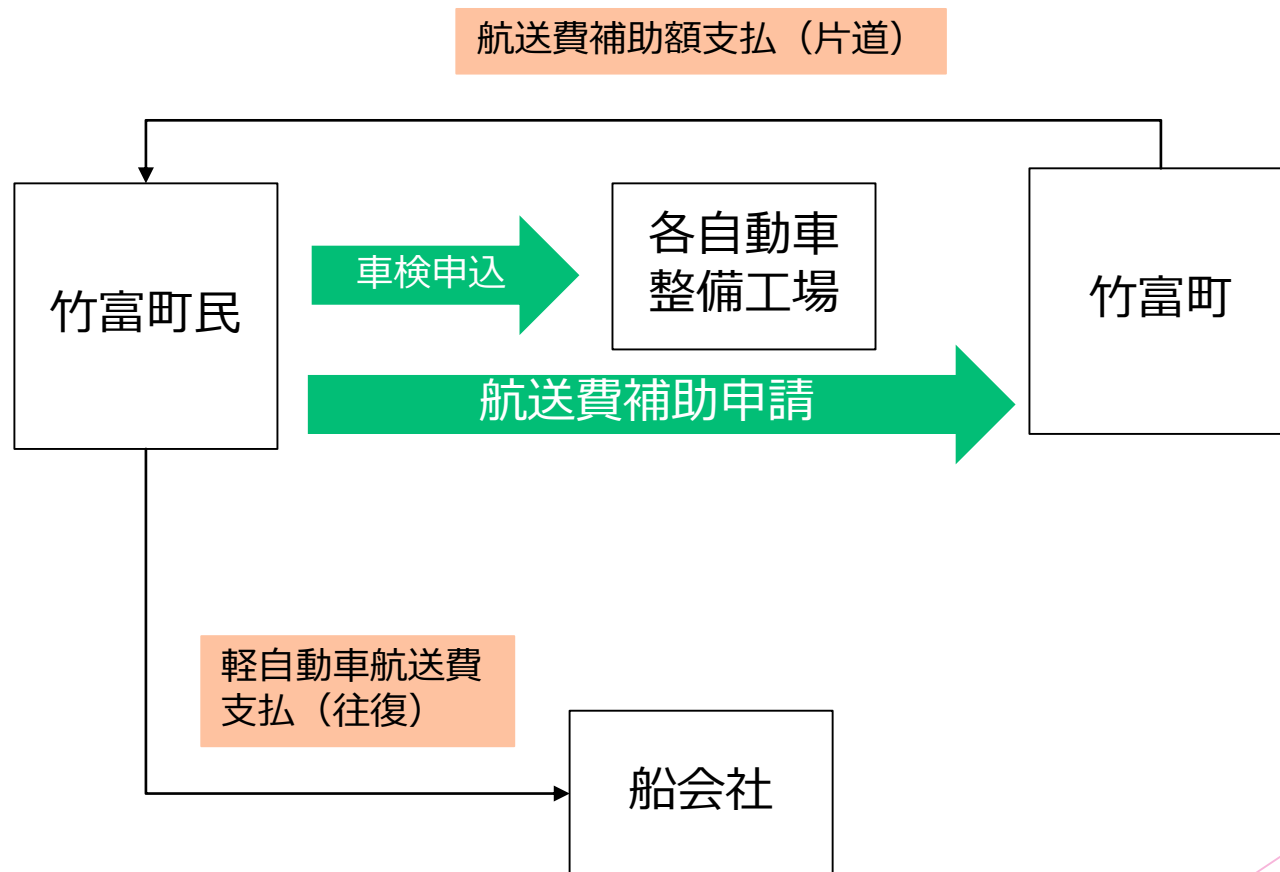 航送費補助額支払（片道）
竹富町民
車検申込
各自動車
整備工場
竹富町
航送費補助申請
軽自動車航送費
支払（往復）
船会社